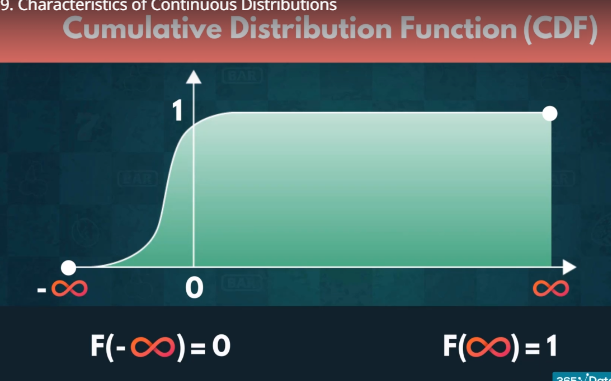 9. Characteristics of Continuous Distributions
Cumulative Distribution Function (CDF)
1
- ∞
0
∞
F(-∞) = 0
F(∞) = 1